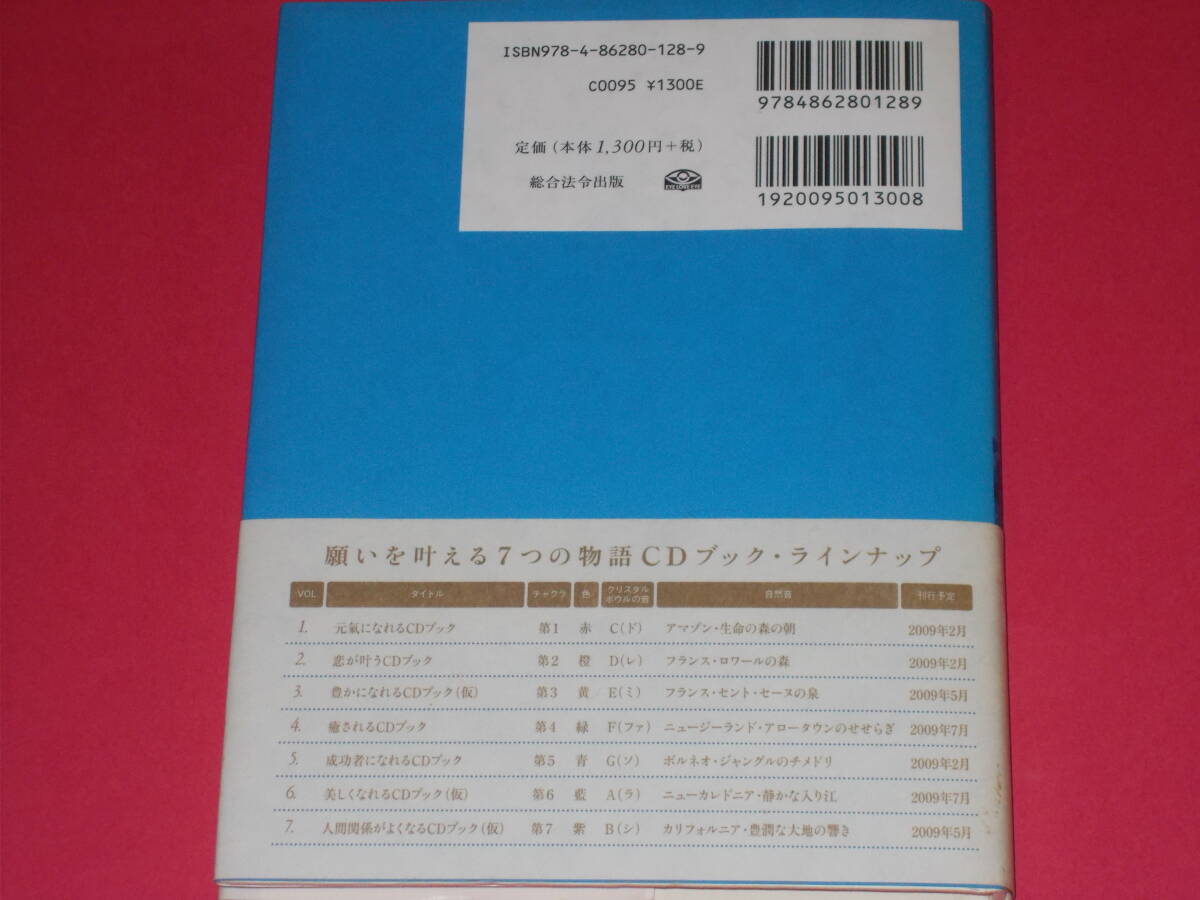 ISBN978-4-86280-128-9
C0095 ¥1300E
9784862801289
定価(本体1,300円+税)
総合法令出版
EYE LOVE EYE
1920095013008
願いを叶える7つの物語CDブック・ラインナップ
VOL. タイトル チャクラ 色 クリスタルボウルの音 自然音 刊行予定
1. 元氣になれるCDブック 第1 赤 C(ド) アマゾン・生命の森の朝 2009年2月
2. 恋が叶うCDブック 第2 橙 D(レ) フランス・ロワールの森 2009年2月
3. 豊かになれるCDブック(仮) 第3 黄 E(ミ) フランス・セント・セーヌの泉 2009年5月
4. 癒されるCDブック 第4 緑 F(ファ) ニュージーランド・アロータウンのせせらぎ 2009年7月
5. 成功者になれるCDブック 第5 青 G(ソ) ボルネオ・ジャングルのチメドリ 2009年2月
6. 美しくなれるCDブック(仮) 第6 藍 A(ラ) ニューカレドニア・静かな入り江 2009年7月
7. 人間関係がよくなるCDブック(仮) 第7 紫 B(シ) カリフォルニア・豊潤な大地の響き 2009年5月